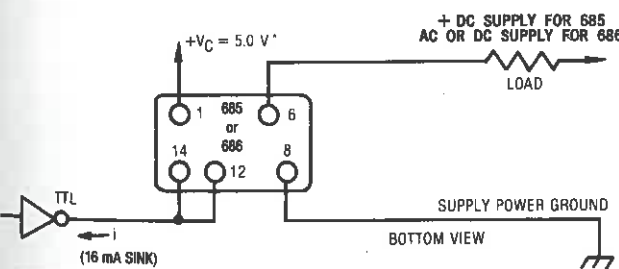 + DC SUPPLY FOR 685
AC OR DC SUPPLY FOR 686
+VC = 5.0 V*
LOAD
1
685
or
686
6
14
12
8
TTL
i
(16 mA SINK)
SUPPLY POWER GROUND
BOTTOM VIEW